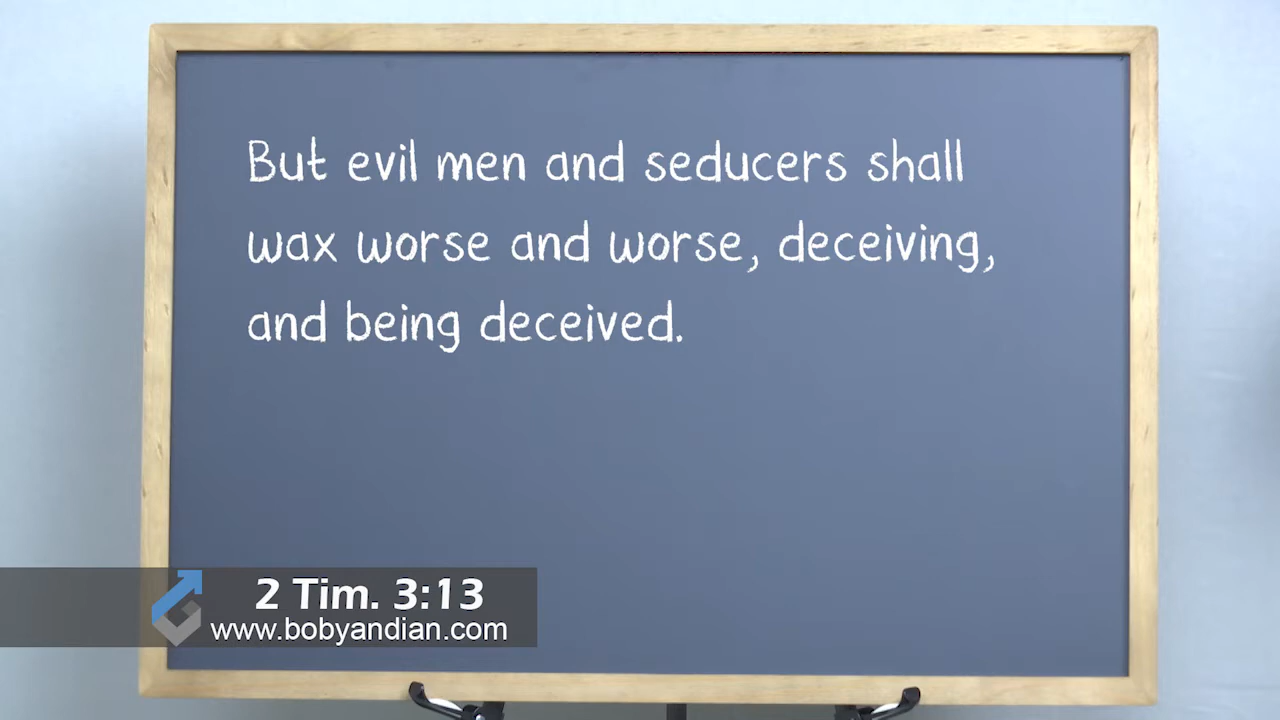 But evil men and seducers shall
wax worse and worse, deceiving,
and being deceived.
2 Tim. 3:13
www.bobyandian.com